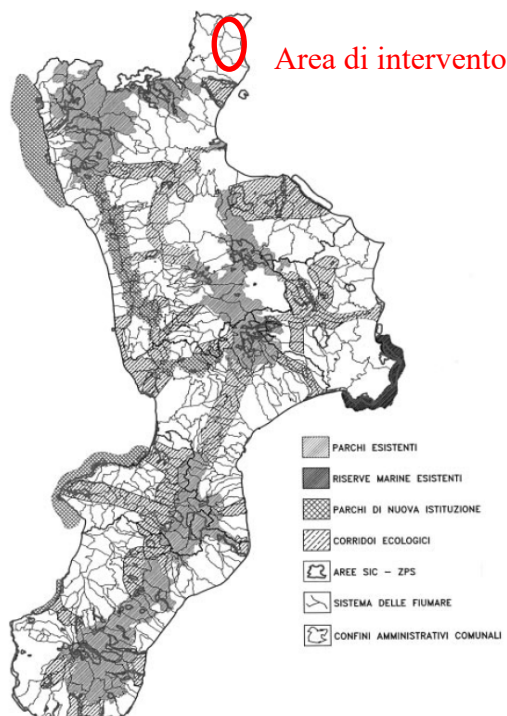 Area di intervento
PARCHI ESISTENTI
RISERVE MARINE ESISTENTI
PARCHI DI NUOVA ISTITUZIONE
CORRIDOI ECOLOGICI
AREE SIC – ZPS
SISTEMA DELLE FIUMARE
CONFINI AMMINISTRATIVI COMUNALI